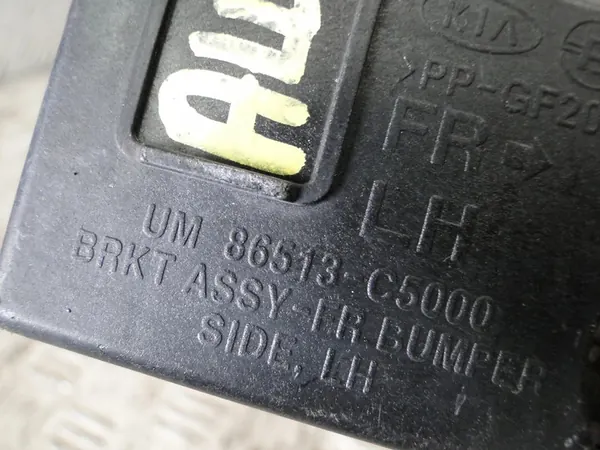 KIA
>PP-GF20
FR→
LH
UM 86513-C5000
BRKT ASSY-FR.BUMPER
SIDE, LH